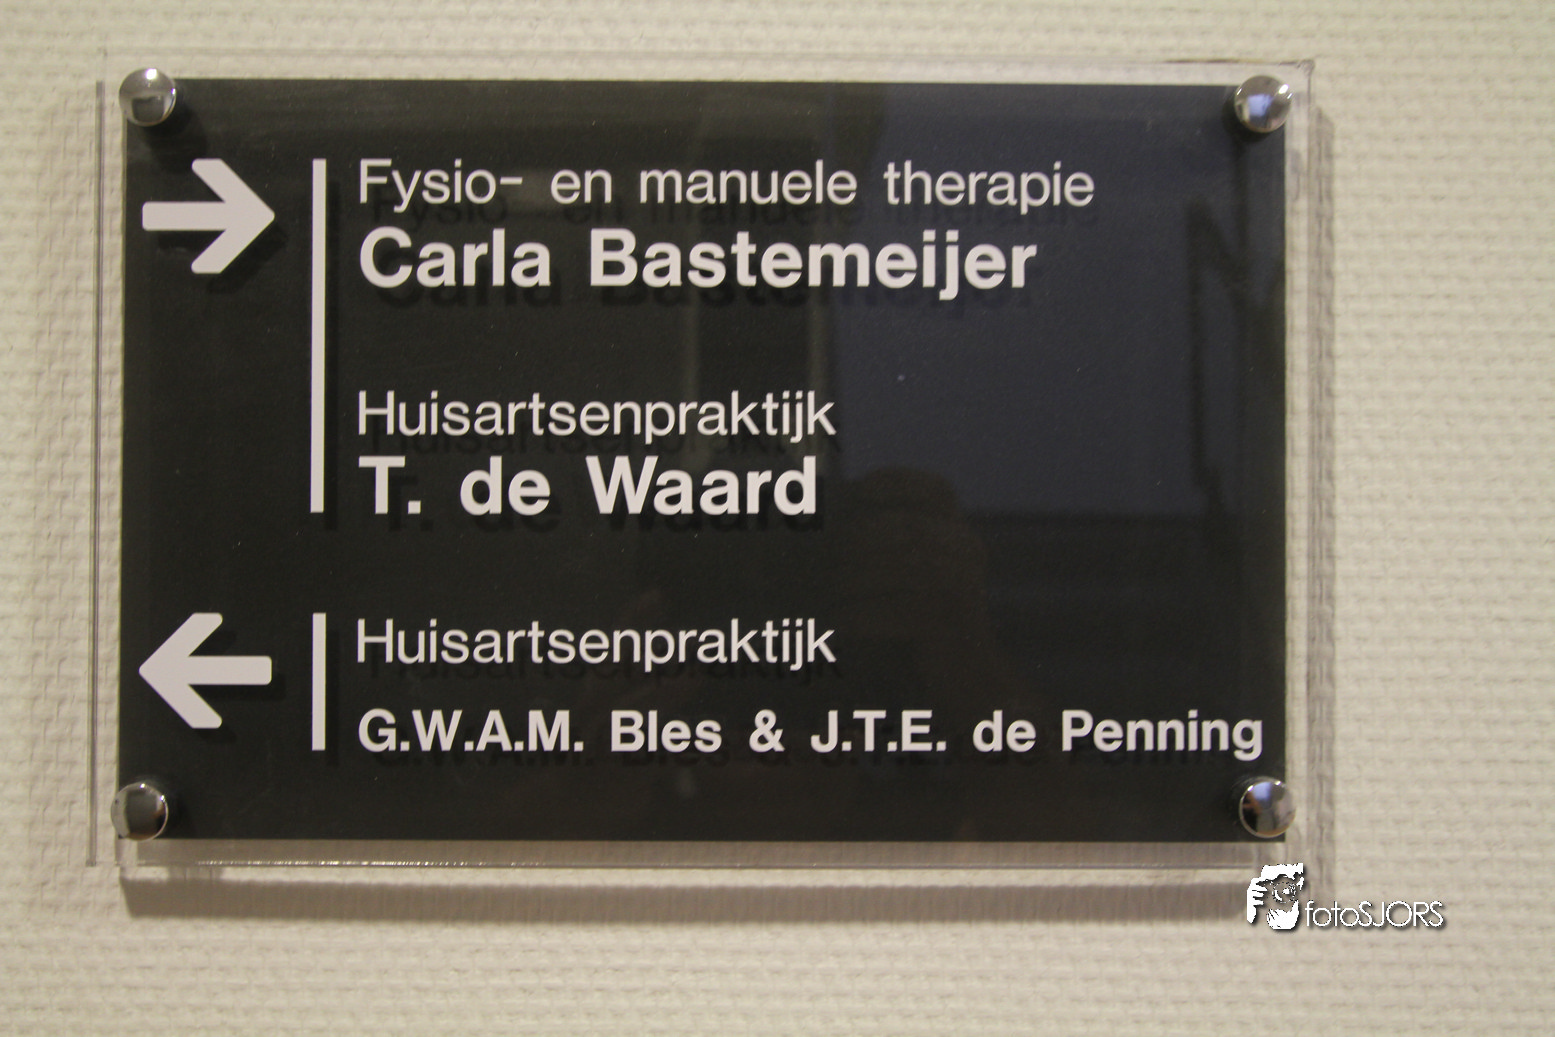 Fysio- en manuele therapie
Carla Bastemeijer
Huisartsenpraktijk
T. de Waard
Huisartsenpraktijk
G.W.A.M. Bles & J.T.E. de Penning
fotoSJORS